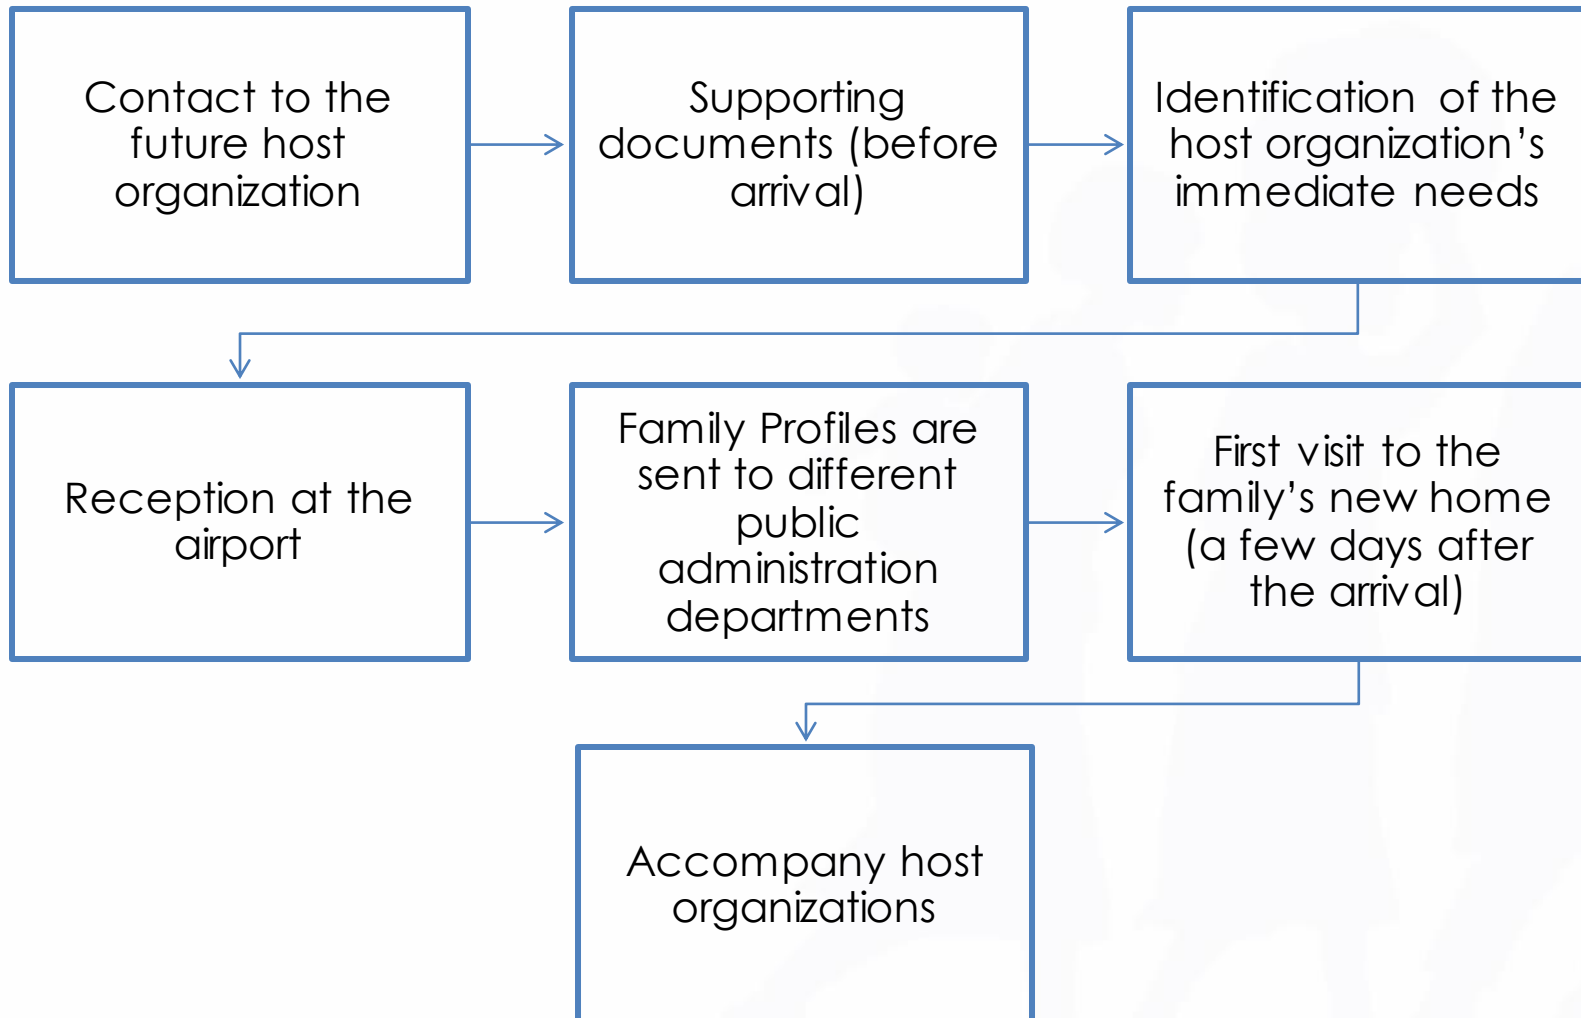 Contact to the
future host
organization
Supporting
documents (before
arrival)
Identification of the
host organization’s
immediate needs
Reception at the
airport
Family Profiles are
sent to different
public
administration
departments
First visit to the
family’s new home
(a few days after
the arrival)
Accompany host
organizations